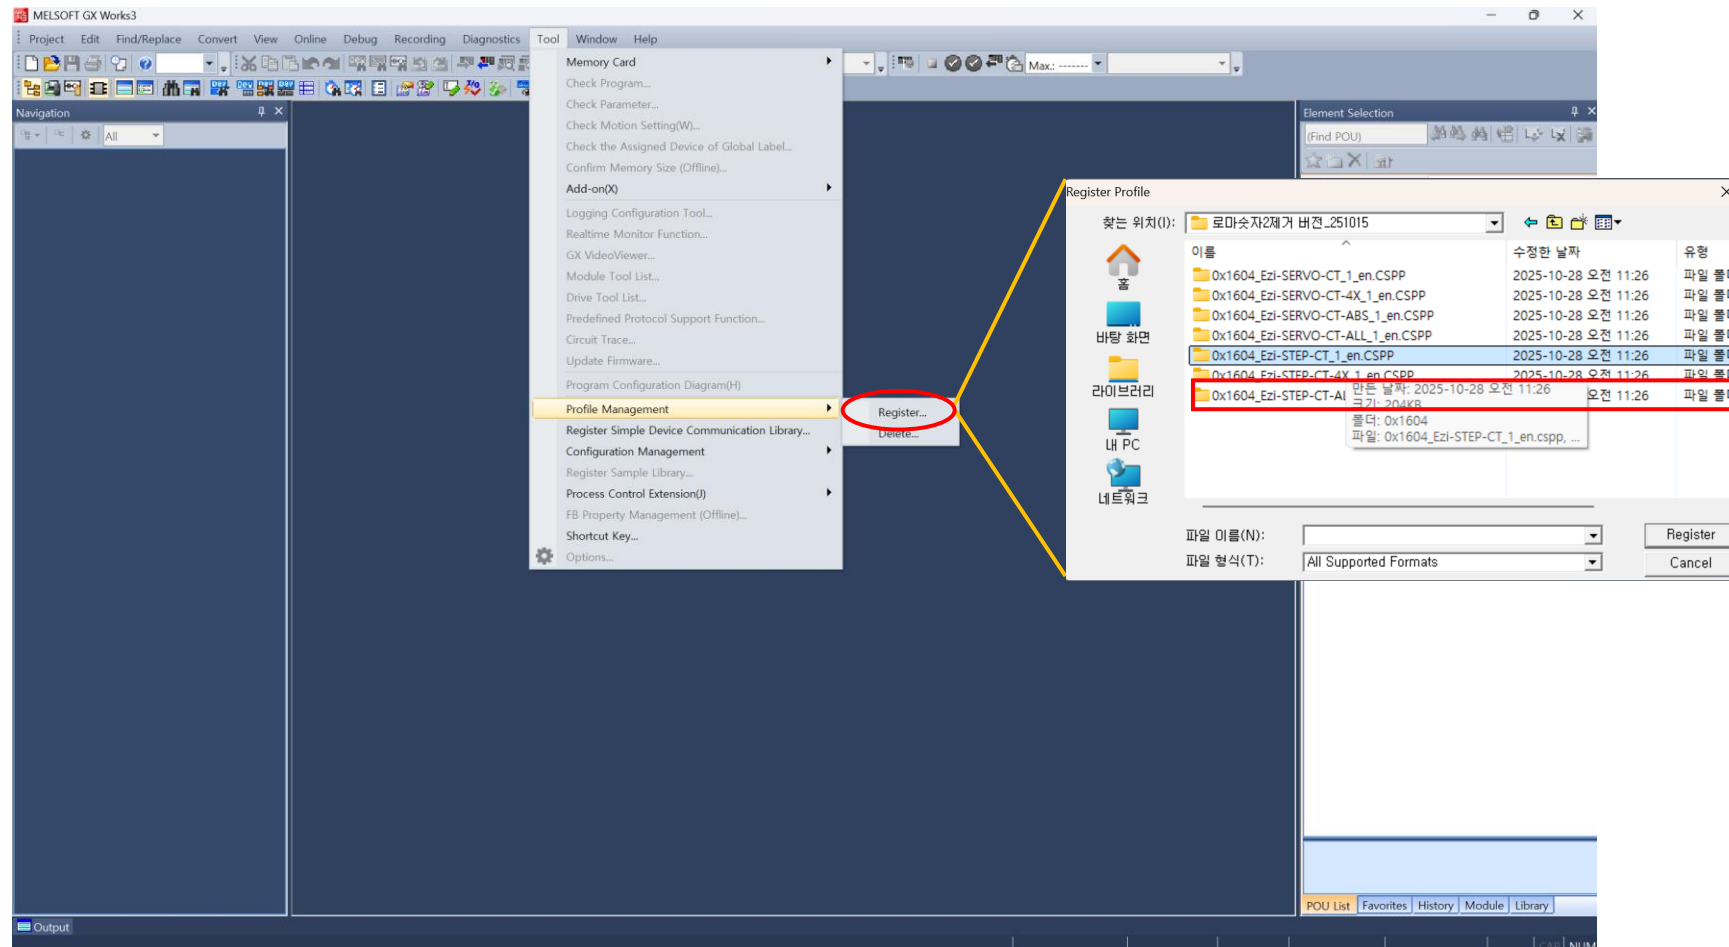 MELSOFT GX Works3
Project Edit Find/Replace Convert View Online Debug Recording Diagnostics Tool Window Help
Max.: -------
Navigation
All
Memory Card
Check Program...
Check Parameter...
Check Motion Setting(W)...
Check the Assigned Device of Global Label...
Confirm Memory Size (Offline)...
Add-on(X)
Logging Configuration Tool...
Realtime Monitor Function...
GX VideoViewer...
Module Tool List...
Drive Tool List...
Predefined Protocol Support Function...
Circuit Trace...
Update Firmware...
Program Configuration Diagram(H)
Profile Management
Register Simple Device Communication Library...
Configuration Management
Register Sample Library...
Process Control Extension(J)
FB Property Management (Offline)...
Shortcut Key...
Options...
Register...
Delete...
Element Selection
(Find POU)
Register Profile
찾는 위치(I): 로마숫자2제거 버전_251015
이름 수정한 날짜 유형
0x1604_Ezi-SERVO-CT_1_en.CSPP 2025-10-28 오전 11:26 파일 폴더
0x1604_Ezi-SERVO-CT-4X_1_en.CSPP 2025-10-28 오전 11:26 파일 폴더
0x1604_Ezi-SERVO-CT-ABS_1_en.CSPP 2025-10-28 오전 11:26 파일 폴더
0x1604_Ezi-SERVO-CT-ALL_1_en.CSPP 2025-10-28 오전 11:26 파일 폴더
0x1604_Ezi-STEP-CT_1_en.CSPP 2025-10-28 오전 11:26 파일 폴더
0x1604_Ezi-STEP-CT-4X_1_en.CSPP 2025-10-28 오전 11:26 파일 폴더
0x1604_Ezi-STEP-CT-AL 오전 11:26 파일 폴더
만든 날짜: 2025-10-28 오전 11:26
크기: 204KB
폴더: 0x1604
파일: 0x1604_Ezi-STEP-CT_1_en.cspp, ...
홈
바탕 화면
라이브러리
내 PC
네트워크
파일 이름(N): Register
파일 형식(T): All Supported Formats Cancel
POU List Favorites History Module Library
Output
CAP NUM